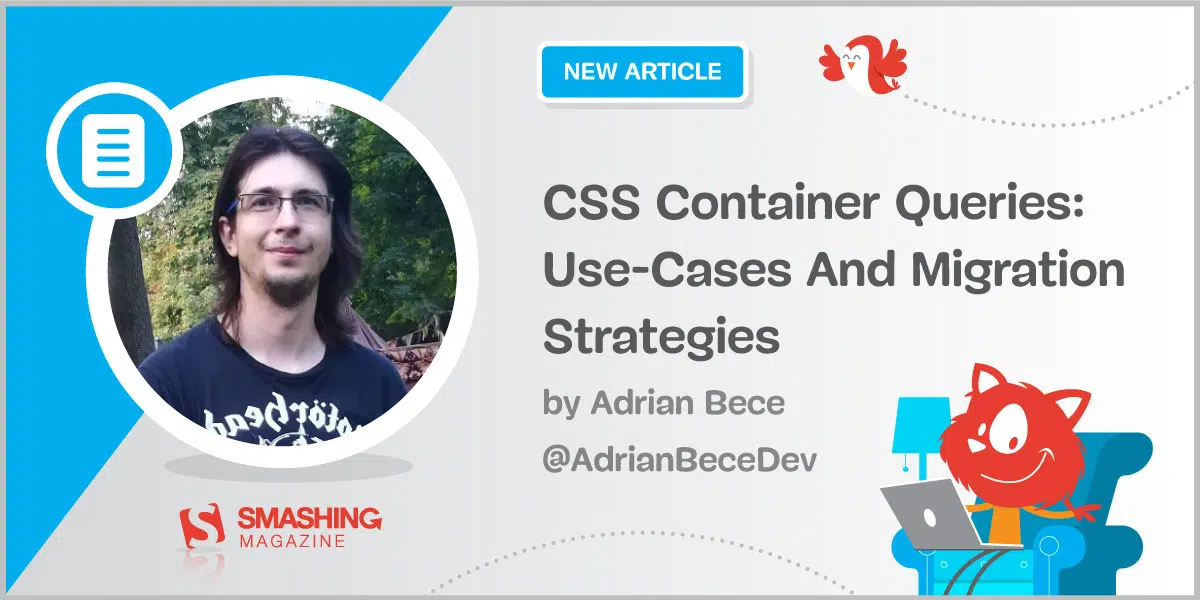 NEW ARTICLE
CSS Container Queries:
Use-Cases And Migration
Strategies
by Adrian Bece
@AdrianBeceDev
SMASHING
MAGAZINE